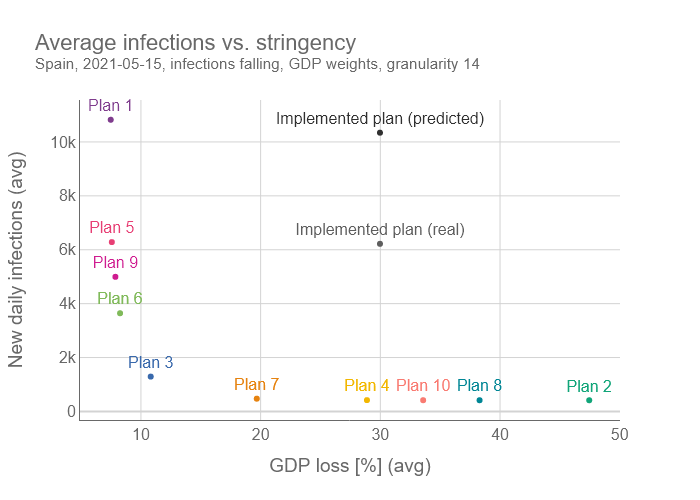 Average infections vs. stringency
Spain, 2021-05-15, infections falling, GDP weights, granularity 14
Plan 1
Implemented plan (predicted)
10k
8k
Plan 5
Implemented plan (real)
6k
Plan 9
Plan 6
4k
Plan 3
2k
Plan 7
Plan 4
Plan 10
Plan 8
Plan 2
0
10
20
30
40
50
New daily infections (avg)
GDP loss [%] (avg)